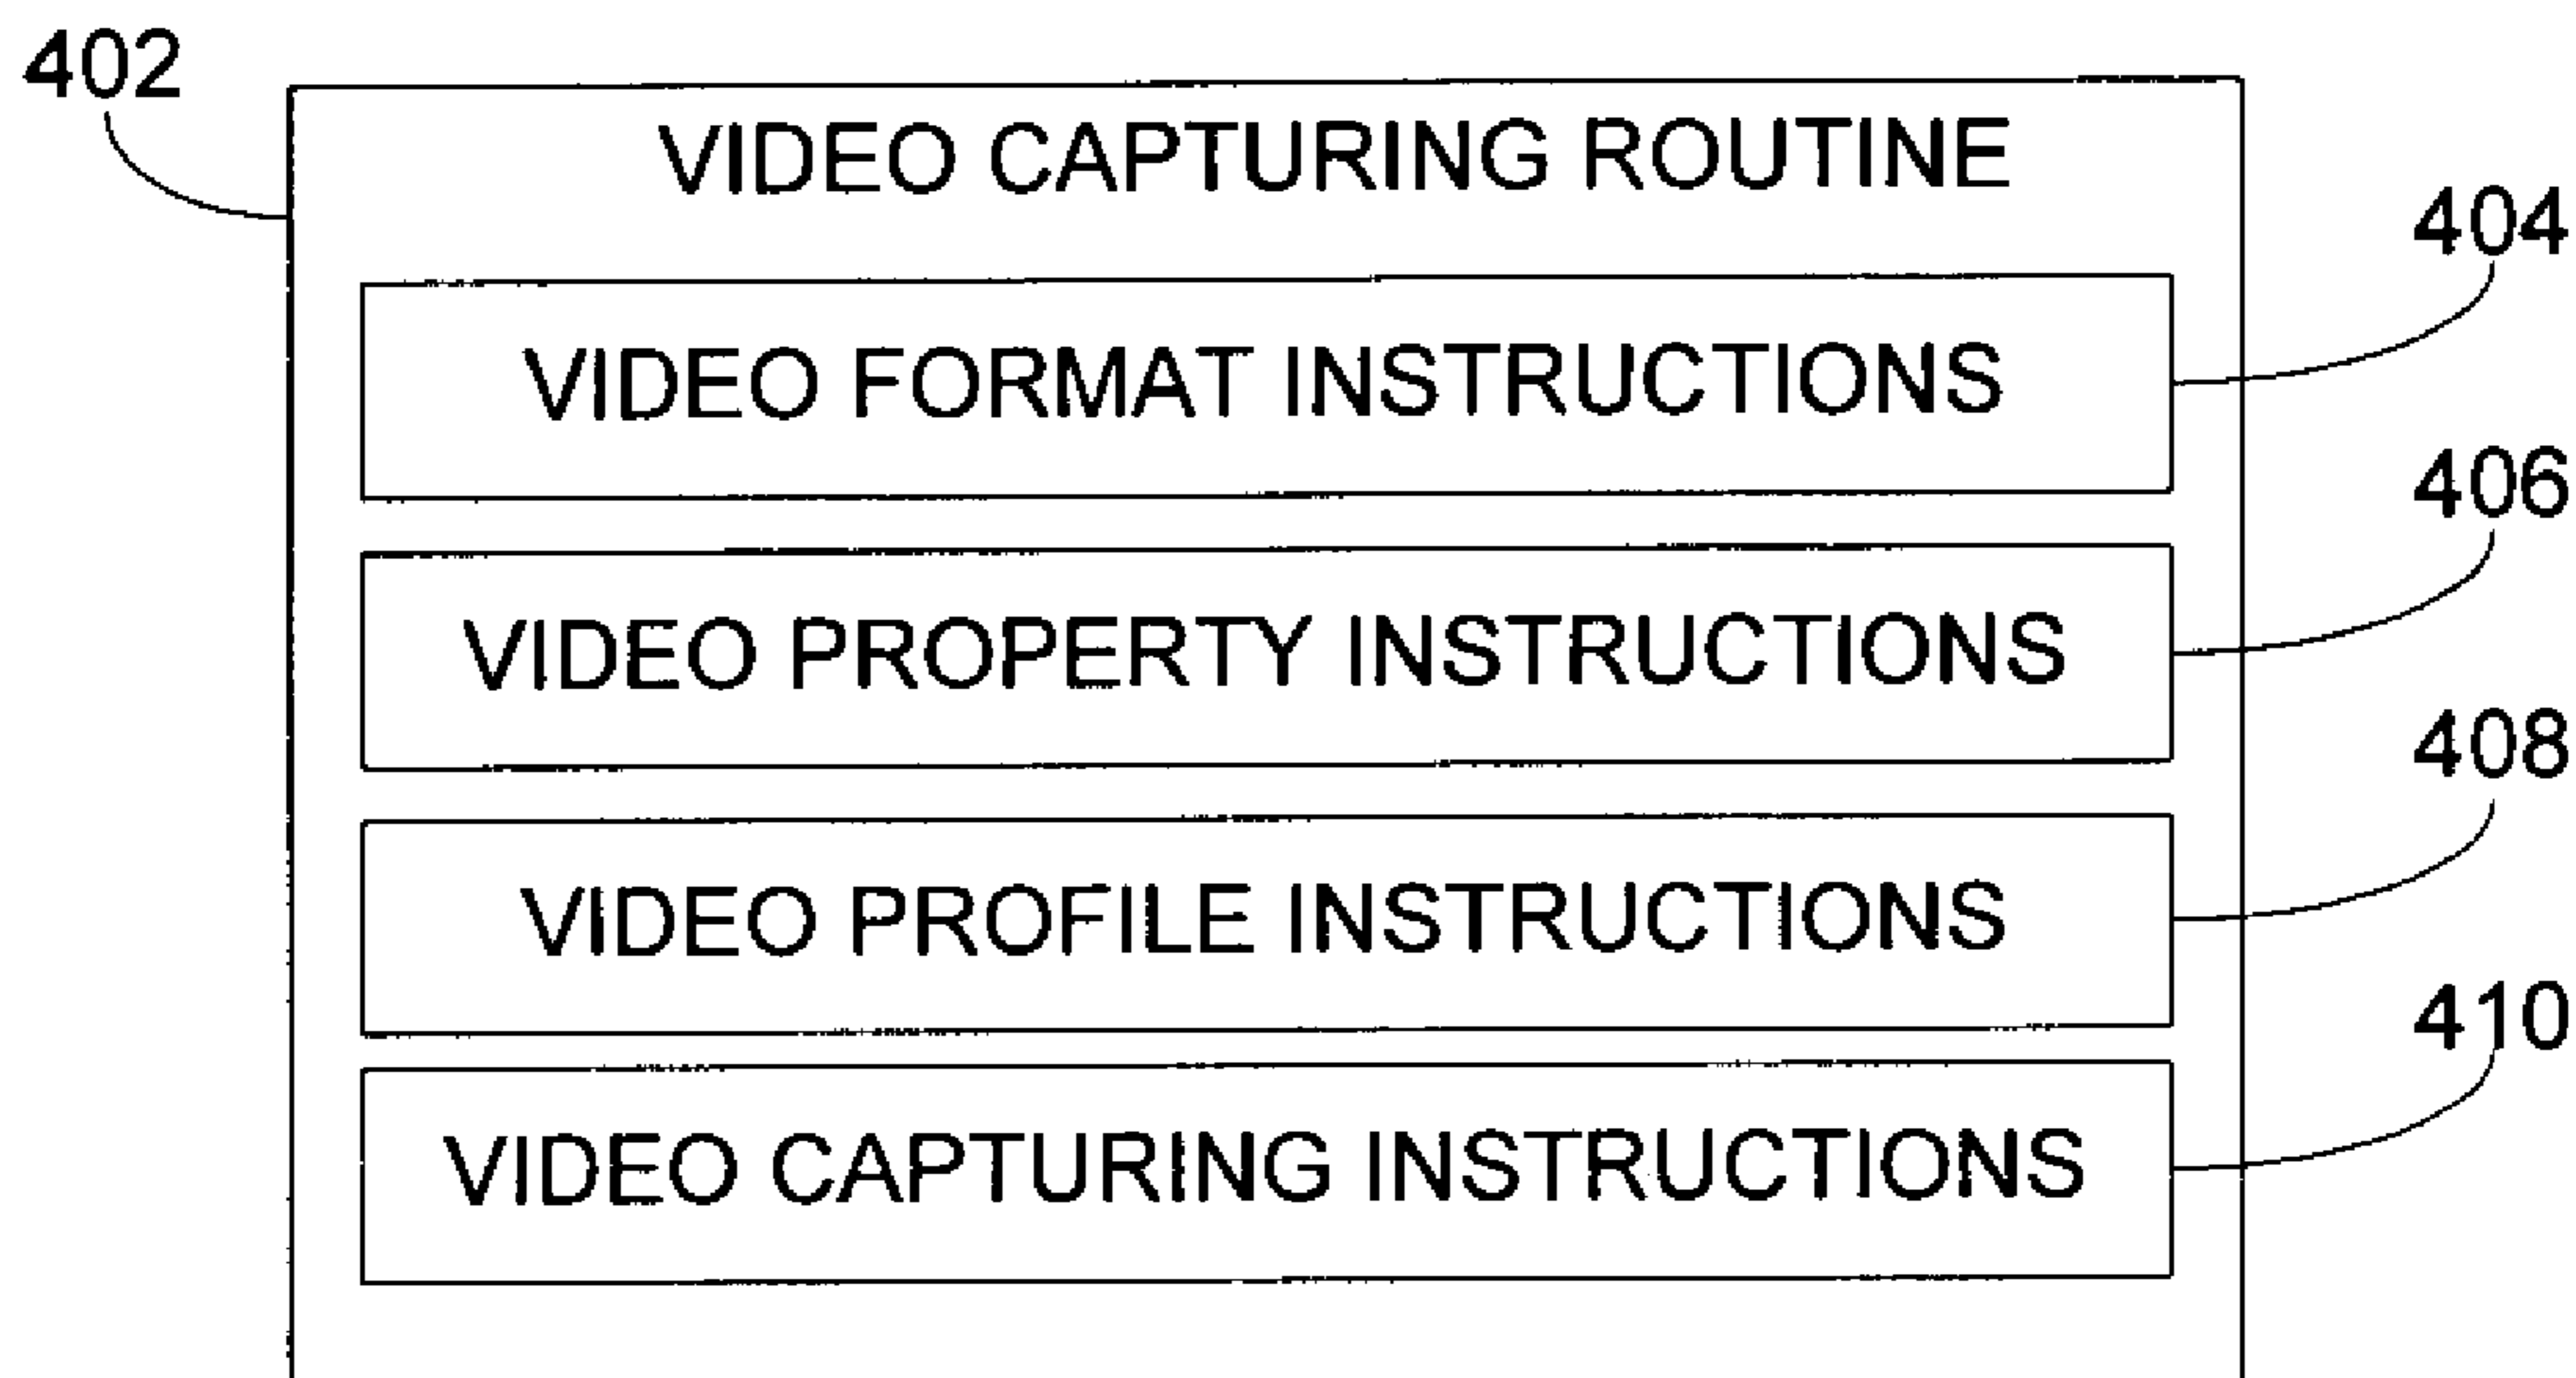 402
VIDEO CAPTURING ROUTINE
404
VIDEO FORMAT INSTRUCTIONS
406
VIDEO PROPERTY INSTRUCTIONS
408
VIDEO PROFILE INSTRUCTIONS
410
VIDEO CAPTURING INSTRUCTIONS